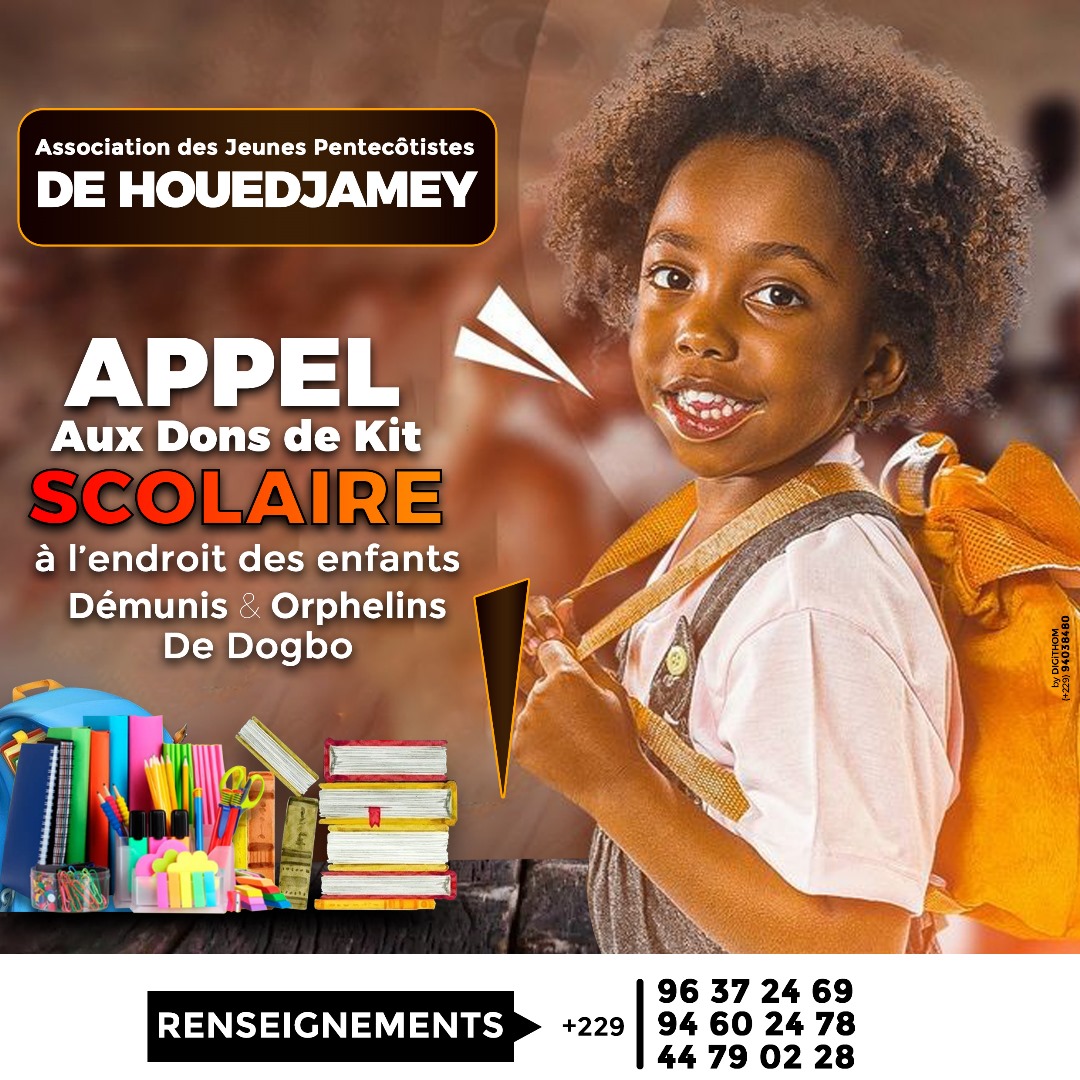 Association des Jeunes Pentecôtistes
DE HOUEDJAMEY
APPEL
Aux Dons de Kit
SCOLAIRE
à l'endroit des enfants
Démunis & Orphelins
De Dogbo
by DIGITHOM
(+229) 94038480
RENSEIGNEMENTS
+229
96 37 24 69
94 60 24 78
44 79 02 28